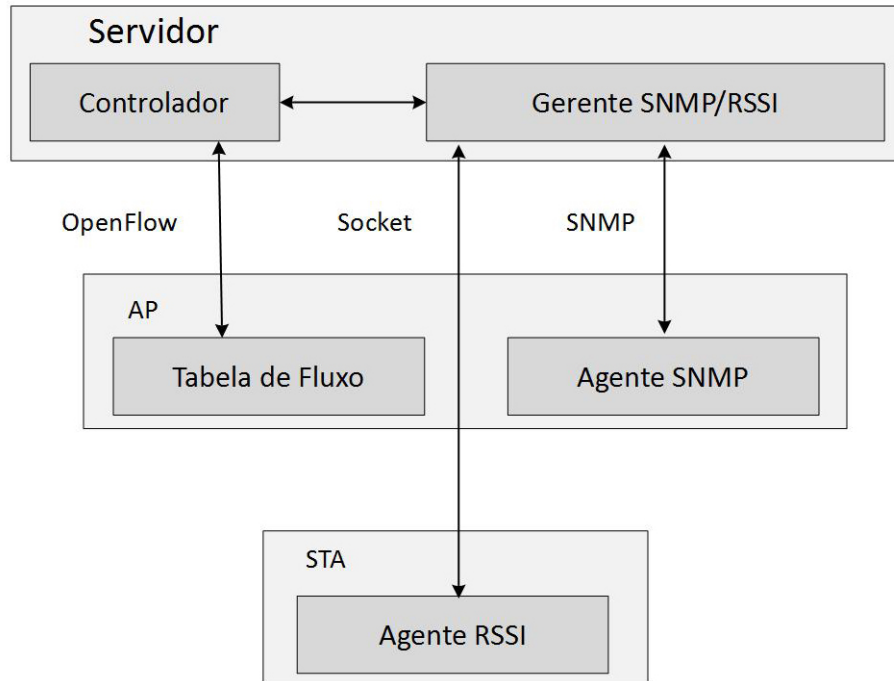 Servidor
Controlador
Gerente SNMP/RSSI
OpenFlow
Socket
SNMP
AP
Tabela de Fluxo
Agente SNMP
STA
Agente RSSI